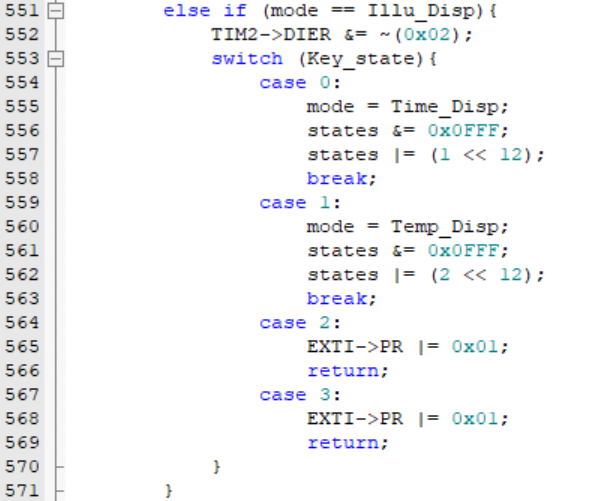 551 else if (mode == Illu_Disp){
552 TIM2->DIER &= ~(0x02);
553 switch (Key_state){
554 case 0:
555 mode = Time_Disp;
556 states &= 0x0FFF;
557 states |= (1 << 12);
558 break;
559 case 1:
560 mode = Temp_Disp;
561 states &= 0x0FFF;
562 states |= (2 << 12);
563 break;
564 case 2:
565 EXTI->PR |= 0x01;
566 return;
567 case 3:
568 EXTI->PR |= 0x01;
569 return;
570 }
571 }